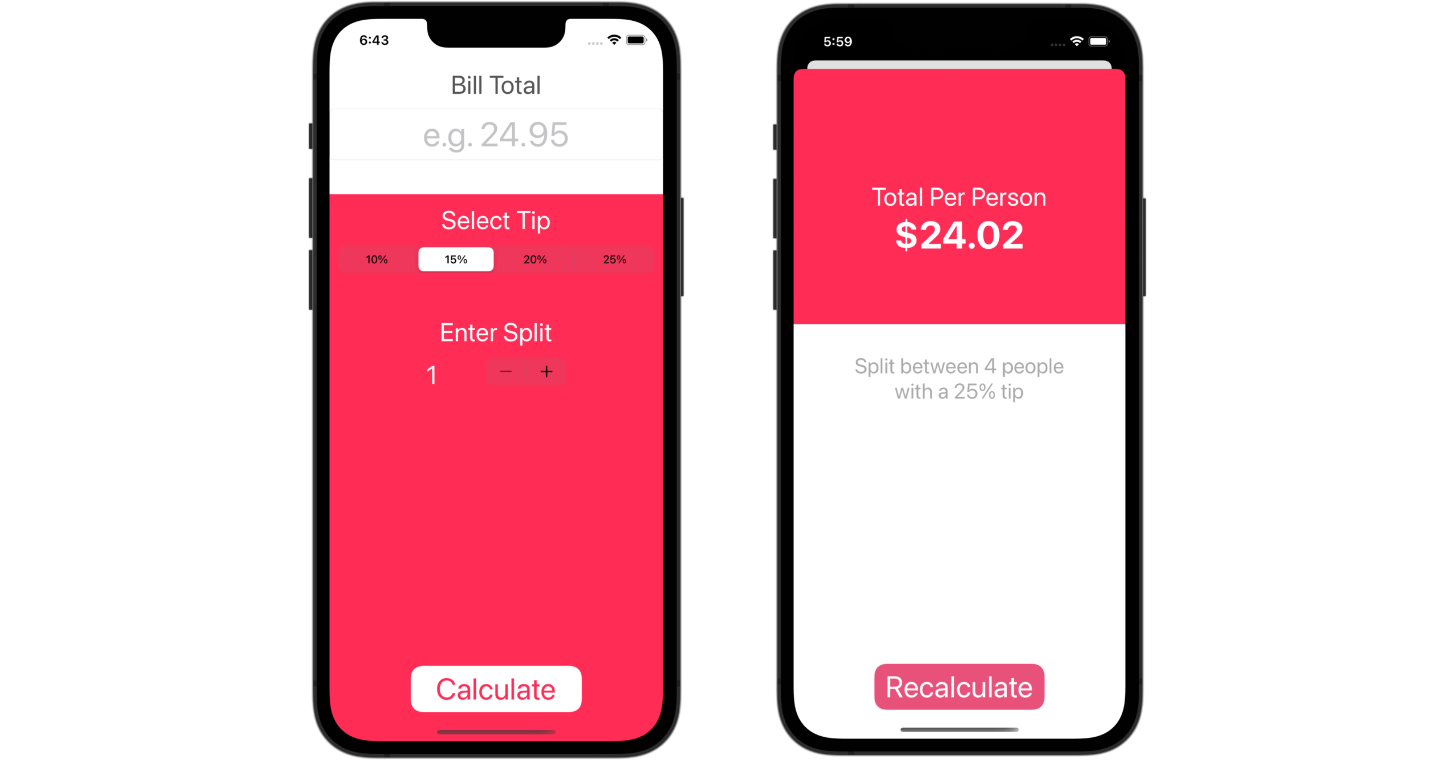 6:43
Bill Total
e.g. 24.95
Select Tip
10% 15% 20% 25%
Enter Split
1 − +
Calculate
5:59
Total Per Person
$24.02
Split between 4 people
with a 25% tip
Recalculate